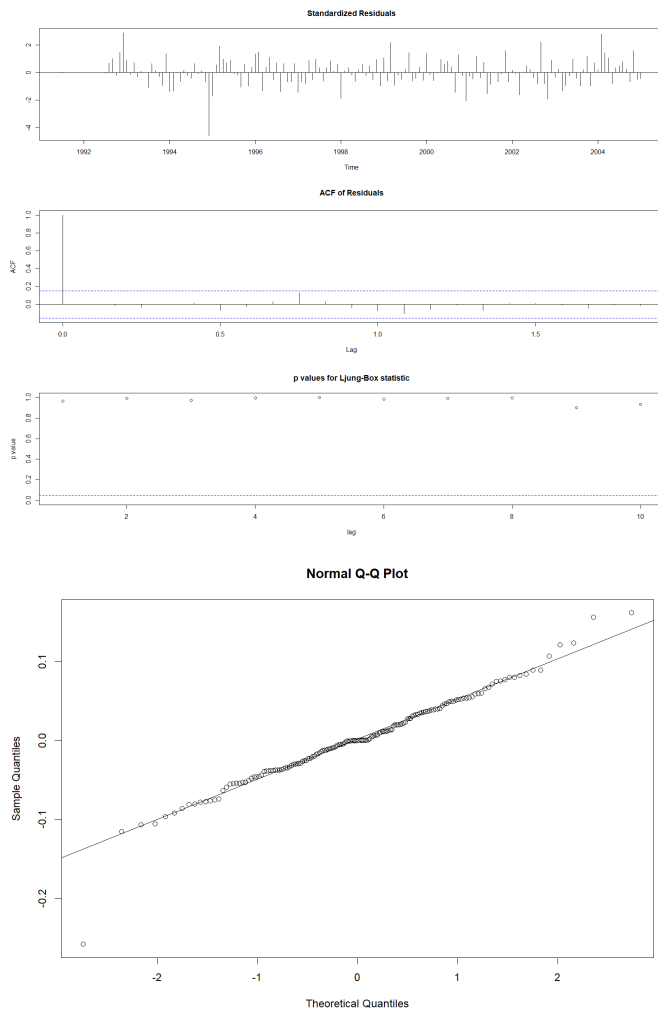 Standardized Residuals
2
0
-2
-4
1992 1994 1996 1998 2000 2002 2004
Time
ACF of Residuals
1.0
0.8
0.6
0.4
0.2
0.0
ACF
0.0 0.5 1.0 1.5
Lag
p values for Ljung-Box statistic
1.0
0.8
0.6
0.4
0.2
0.0
p value
2 4 6 8 10
lag
Normal Q-Q Plot
0.1
0.0
-0.1
-0.2
Sample Quantiles
-2 -1 0 1 2
Theoretical Quantiles